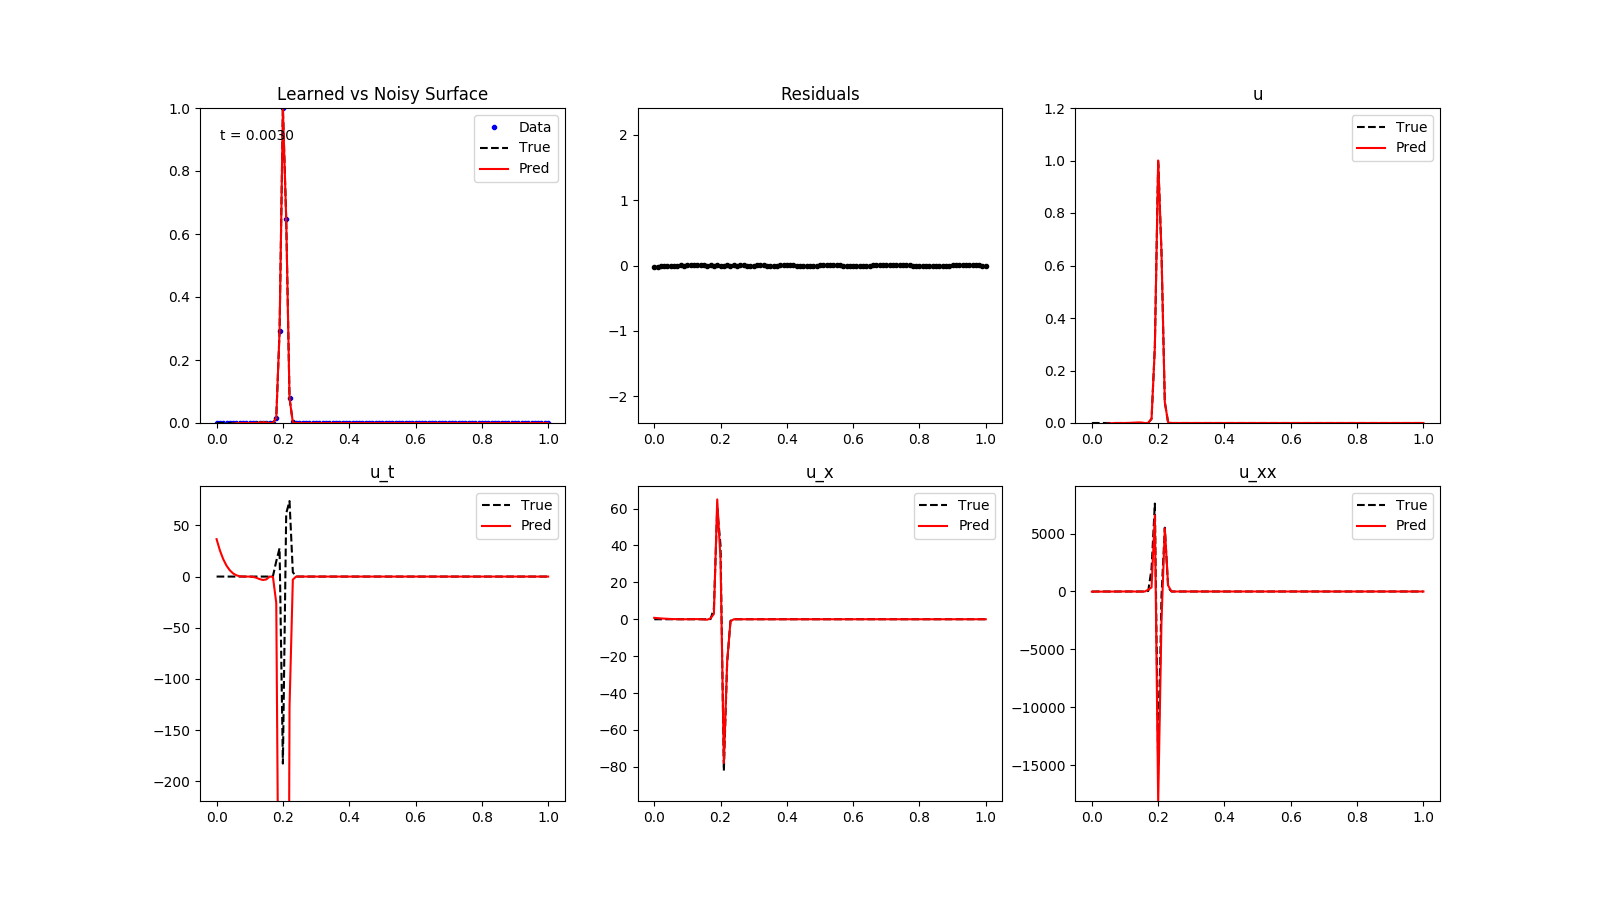 Learned vs Noisy Surface
1.0
0.8
0.6
0.4
0.2
0.0
t = 0.0030
Data
True
Pred
0.0 0.2 0.4 0.6 0.8 1.0
Residuals
2
1
0
−1
−2
0.0 0.2 0.4 0.6 0.8 1.0
u
1.2
1.0
0.8
0.6
0.4
0.2
0.0
True
Pred
0.0 0.2 0.4 0.6 0.8 1.0
u_t
50
0
−50
−100
−150
−200
True
Pred
0.0 0.2 0.4 0.6 0.8 1.0
u_x
60
40
20
0
−20
−40
−60
−80
True
Pred
0.0 0.2 0.4 0.6 0.8 1.0
u_xx
5000
0
−5000
−10000
−15000
True
Pred
0.0 0.2 0.4 0.6 0.8 1.0